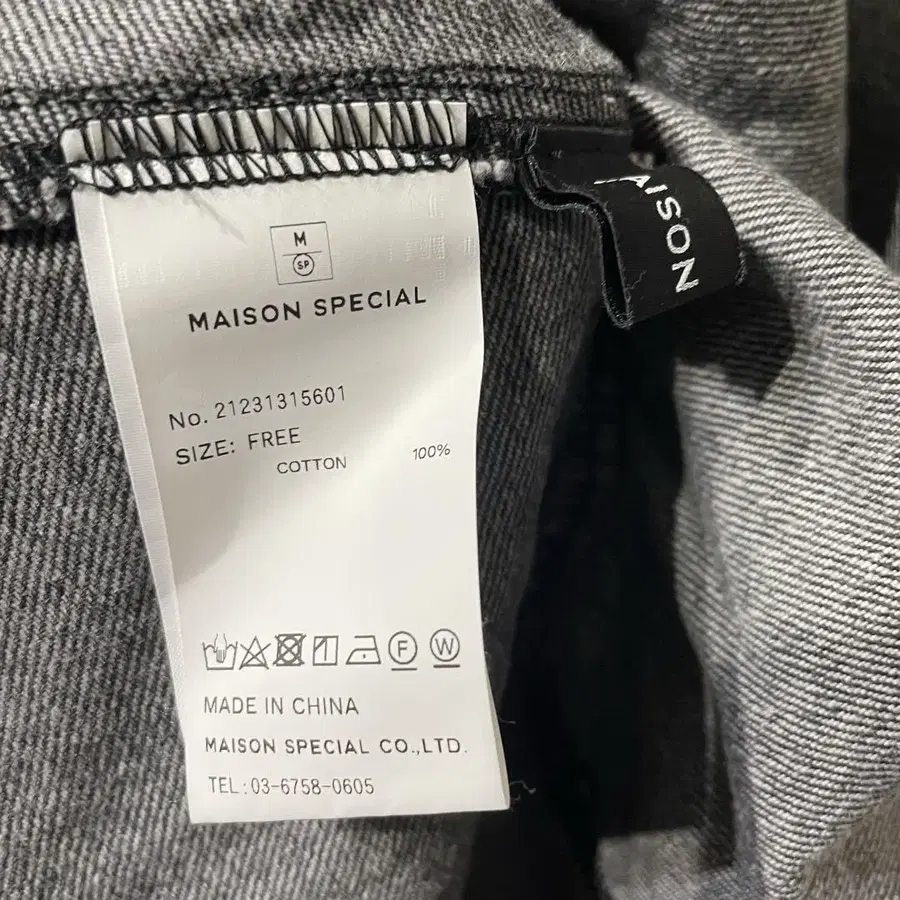 M
SP
MAISON SPECIAL
No. 21231315601
SIZE: FREE
COTTON 100%
F W
MADE IN CHINA
MAISON SPECIAL CO.,LTD.
TEL:03-6758-0605
AISON